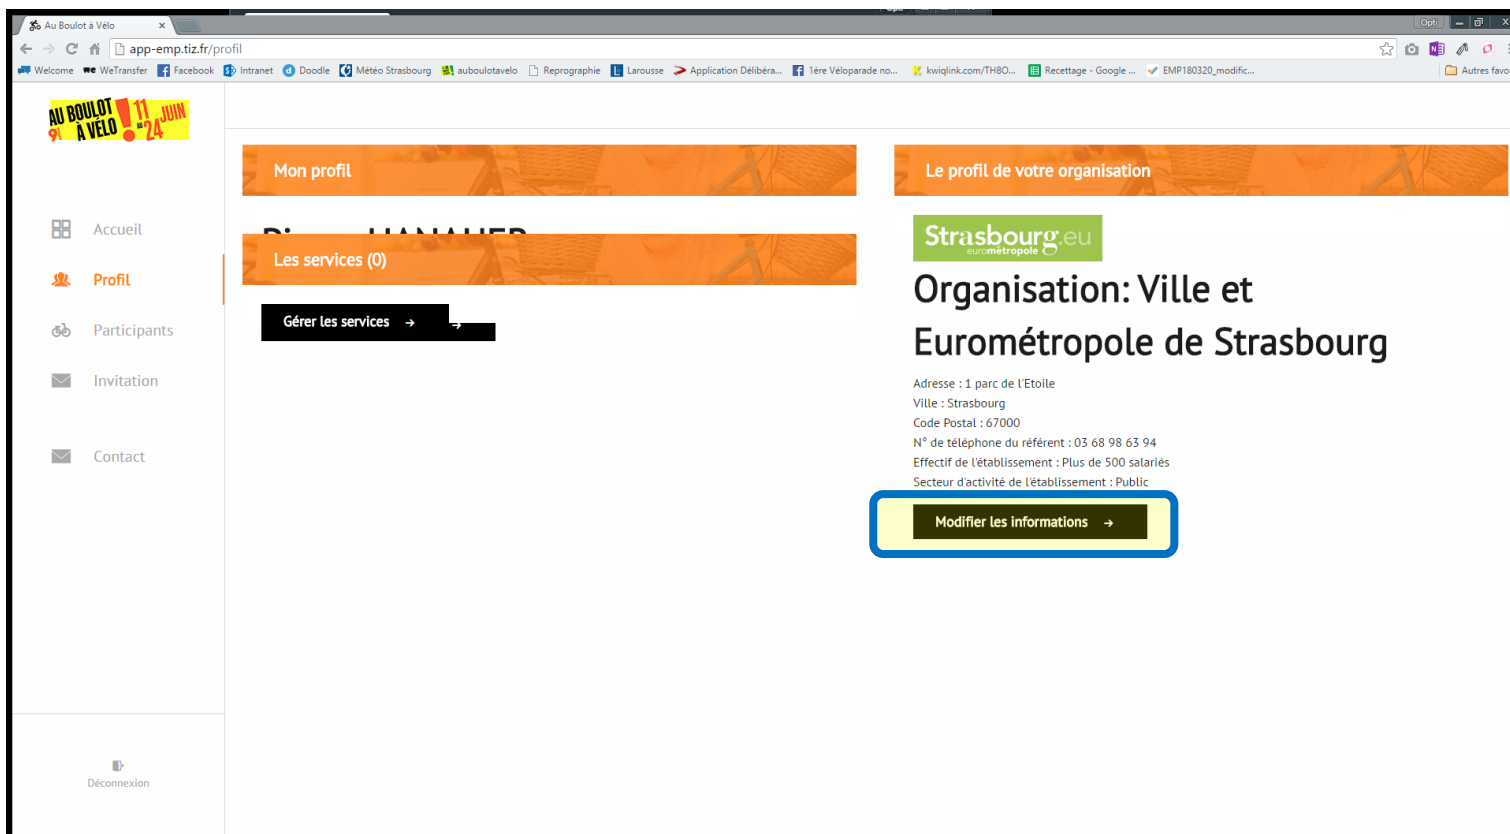 Opti
Au Boulot à Vélo
app-emp.tiz.fr/profil
Welcome WeTransfer Facebook Intranet Doodle Météo Strasbourg auboulotavelo Reprographie Larousse Application Délibéra... 1ère Véloparade no... kwiqlink.com/TH8O... Recettage - Google ... EMP180320_modific... Autres favo
AU BOULOT À VÉLO ! 11 AU 24 JUIN
Mon profil
Les services (0)
Gérer les services →
Le profil de votre organisation
Strasbourg.eu
eurométropole
Organisation: Ville et
Eurométropole de Strasbourg
Adresse : 1 parc de l'Etoile
Ville : Strasbourg
Code Postal : 67000
N° de téléphone du référent : 03 68 98 63 94
Effectif de l'établissement : Plus de 500 salariés
Secteur d'activité de l'établissement : Public
Modifier les informations →
Accueil
Profil
Participants
Invitation
Contact
Déconnexion